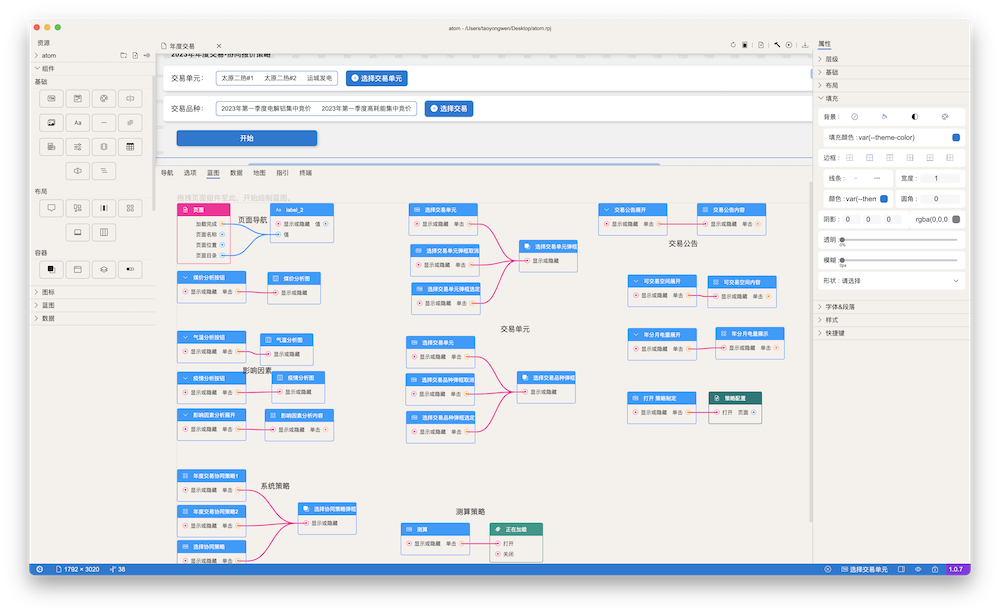 atom - /Users/taoyongwen/Desktop/atom.rpj
资源
atom
组件
基础
Aa
布局
容器
图标
蓝图
数据
年度交易
2023年年度交易-协同报价策略
交易单元：
太原二热#1 太原二热#2 运城发电
选择交易单元
交易品种：
2023年第一季度电解铝集中竞价 2023年第一季度高耗能集中竞价
选择交易
开始
导航 选项 蓝图 数据 地图 指引 终端
拖拽页面组件至此，开始绘制蓝图。
页面
加载完成
页面名称
页面位置
页面目录
页面导航
Aa label_2
显示或隐藏 值
值
煤价分析按钮
显示或隐藏 单击
煤价分析图
显示或隐藏
气温分析按钮
显示或隐藏 单击
气温分析图
显示或隐藏
影响因素
疫情分析按钮
显示或隐藏 单击
疫情分析图
显示或隐藏
影响因素分析展开
显示或隐藏 单击
影响因素分析内容
显示或隐藏 单击
年度交易协同策略1
显示或隐藏 单击
系统策略
年度交易协同策略2
显示或隐藏 单击
选择协同策略弹框
显示或隐藏
选择协同策略
显示或隐藏 单击
选择交易单元
显示或隐藏 单击
选择交易单元弹框取消
显示或隐藏 单击
选择交易单元弹框
显示或隐藏
选择交易单元弹框选定
显示或隐藏 单击
交易单元
选择交易单元
显示或隐藏 单击
选择交易品种弹框取消
显示或隐藏 单击
选择交易品种弹框
显示或隐藏
选择交易品种弹框选定
显示或隐藏 单击
测算策略
测算
显示或隐藏 单击
正在加载
打开
关闭
交易公告展开
显示或隐藏 单击
交易公告内容
显示或隐藏 单击
交易公告
可交易空间展开
显示或隐藏 单击
可交易空间内容
显示或隐藏 单击
年分月电量展开
显示或隐藏 单击
年分月电量展示
显示或隐藏 单击
打开 策略制定
显示或隐藏 单击
策略配置
打开 页面
属性
层级
基础
布局
填充
背景：
填充颜色：var(--theme-color)
边框：
线条：
宽度： 1
颜色：var(--them
圆角： 0
阴影： 0 0 0 rgba(0,0,0
透明
0%
模糊
0px
形状：请选择
字体&段落
样式
快捷键
1792 × 3020
38
选择交易单元
1.0.7